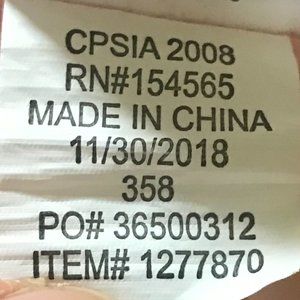 CPSIA 2008
RN#154565
MADE IN CHINA
11/30/2018
358
PO# 36500312
ITEM# 1277870